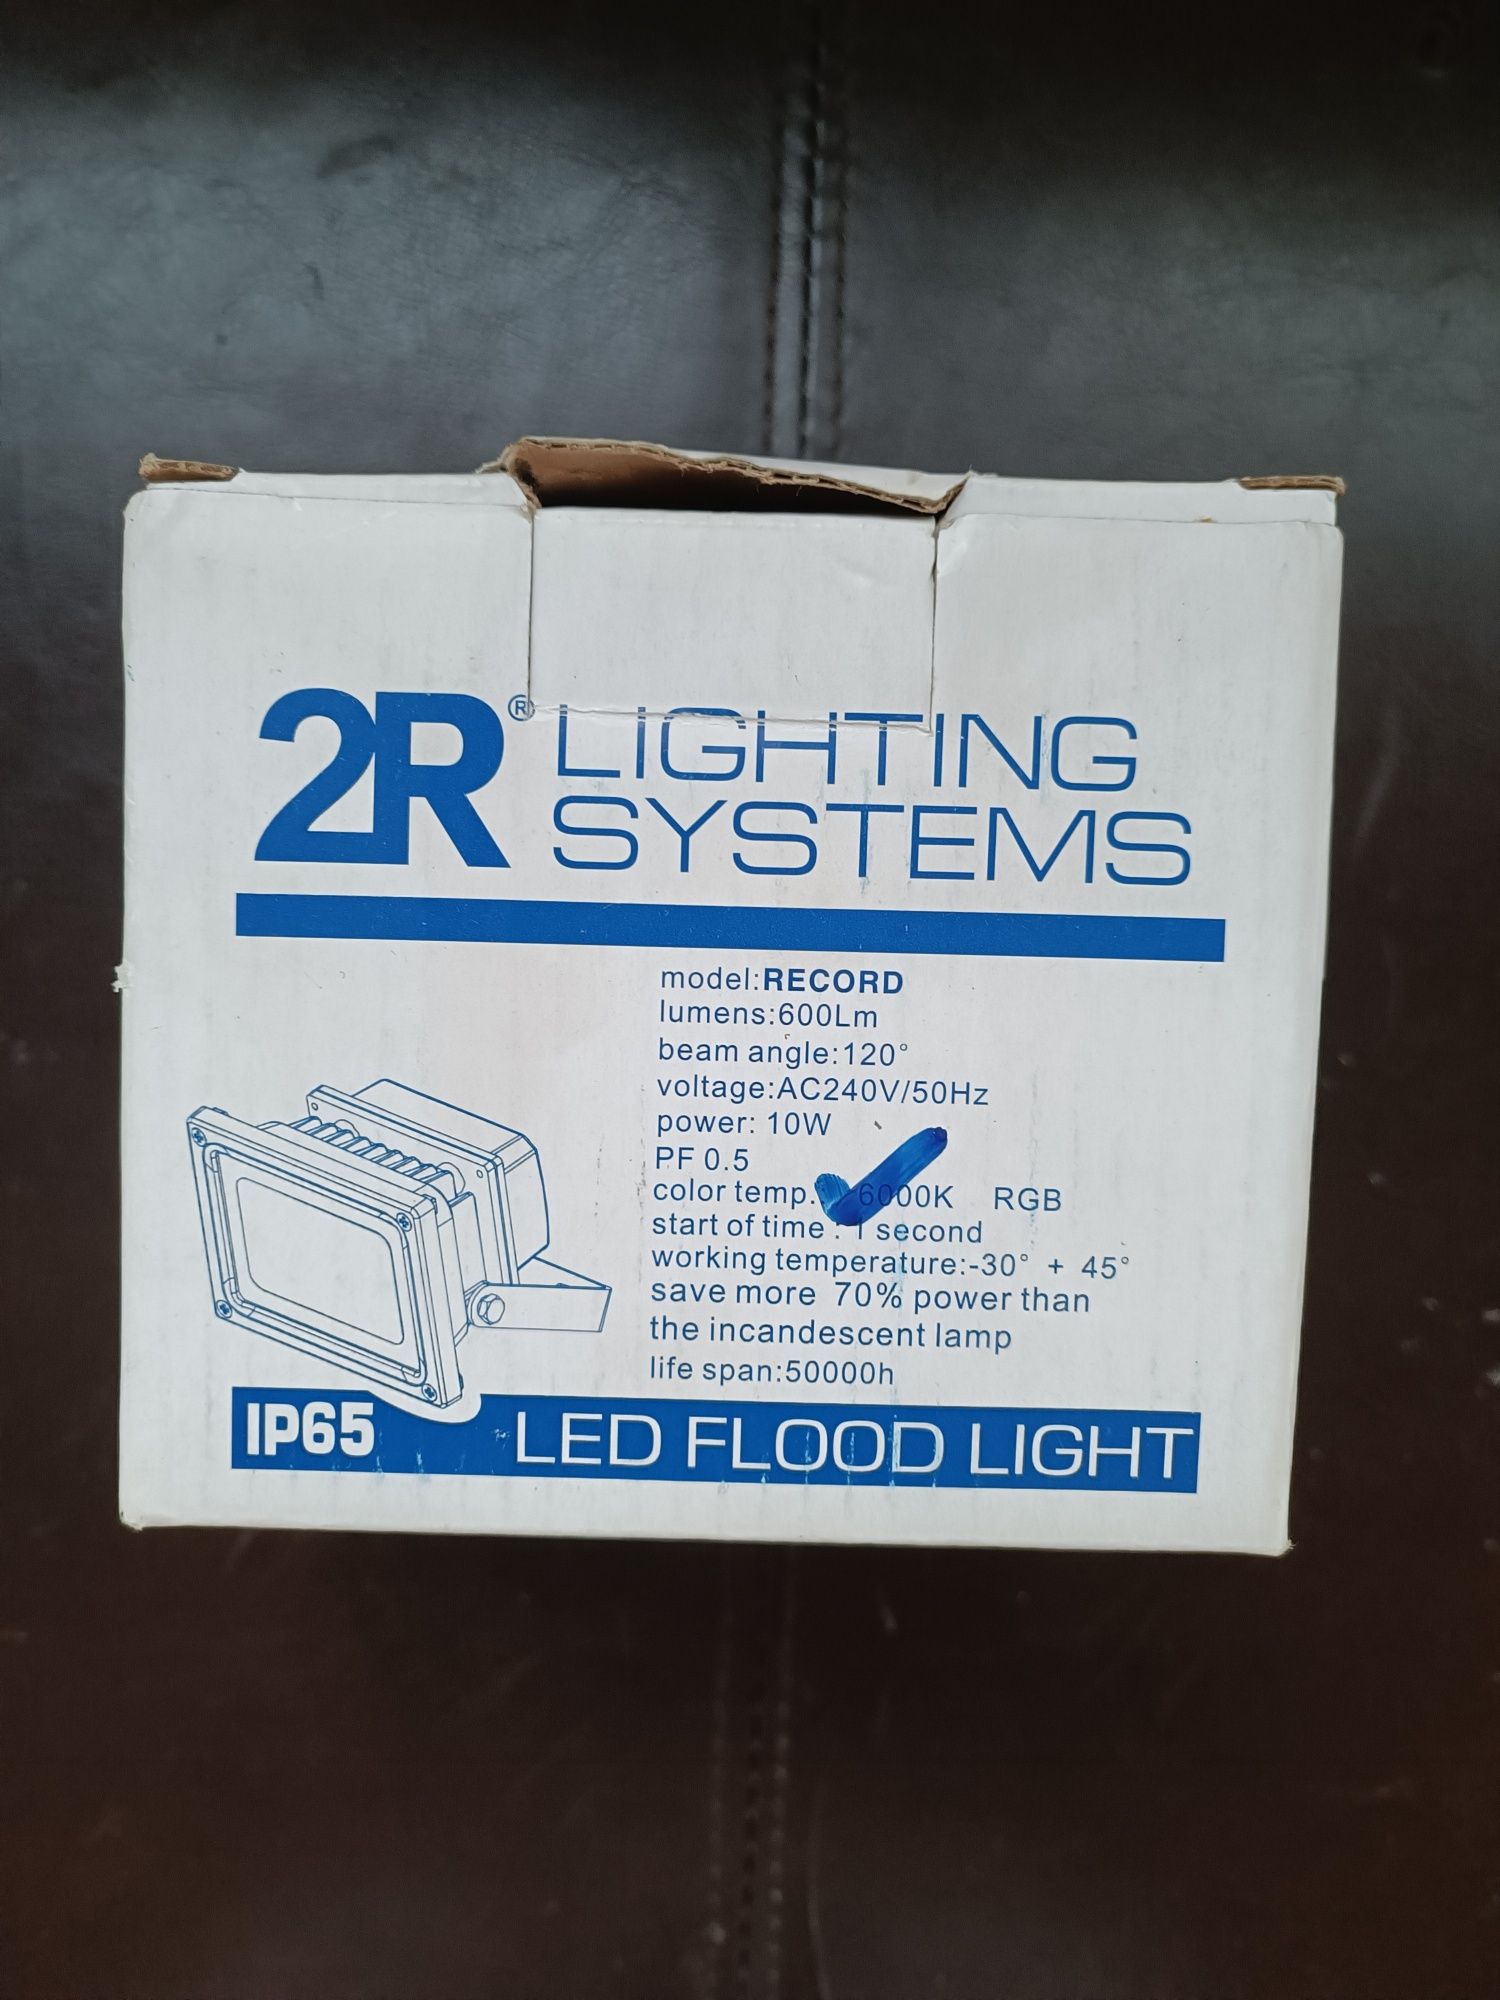 2R® LIGHTING
SYSTEMS
model:RECORD
lumens:600Lm
beam angle:120°
voltage:AC240V/50Hz
power: 10W
PF 0.5
color temp. 6000K RGB
start of time : 1 second
working temperature:-30° + 45°
save more 70% power than
the incandescent lamp
life span:50000h
IP65 LED FLOOD LIGHT